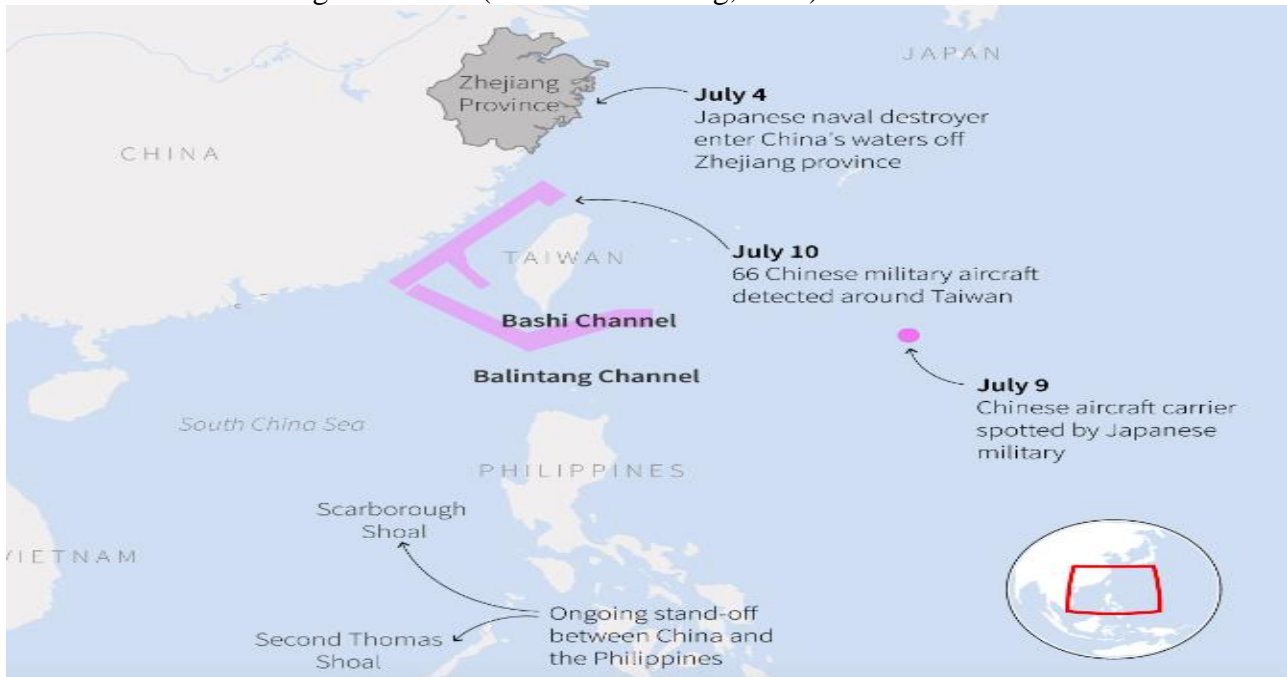 JAPAN
Zhejiang
Province
July 4
Japanese naval destroyer
enter China's waters off
Zhejiang province
CHINA
July 10
66 Chinese military aircraft
detected around Taiwan
TAIWAN
Bashi Channel
Balintang Channel
July 9
Chinese aircraft carrier
spotted by Japanese
military
South China Sea
PHILIPPINES
Scarborough
Shoal
VIETNAM
Ongoing stand-off
between China and
the Philippines
Second Thomas
Shoal